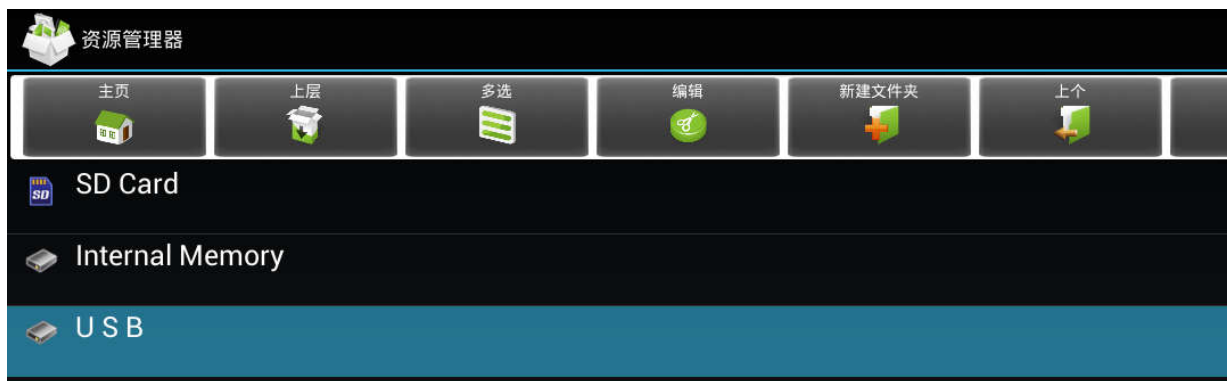 资源管理器
主页 上层 多选 编辑 新建文件夹 上个
SD
SD Card
Internal Memory
U S B